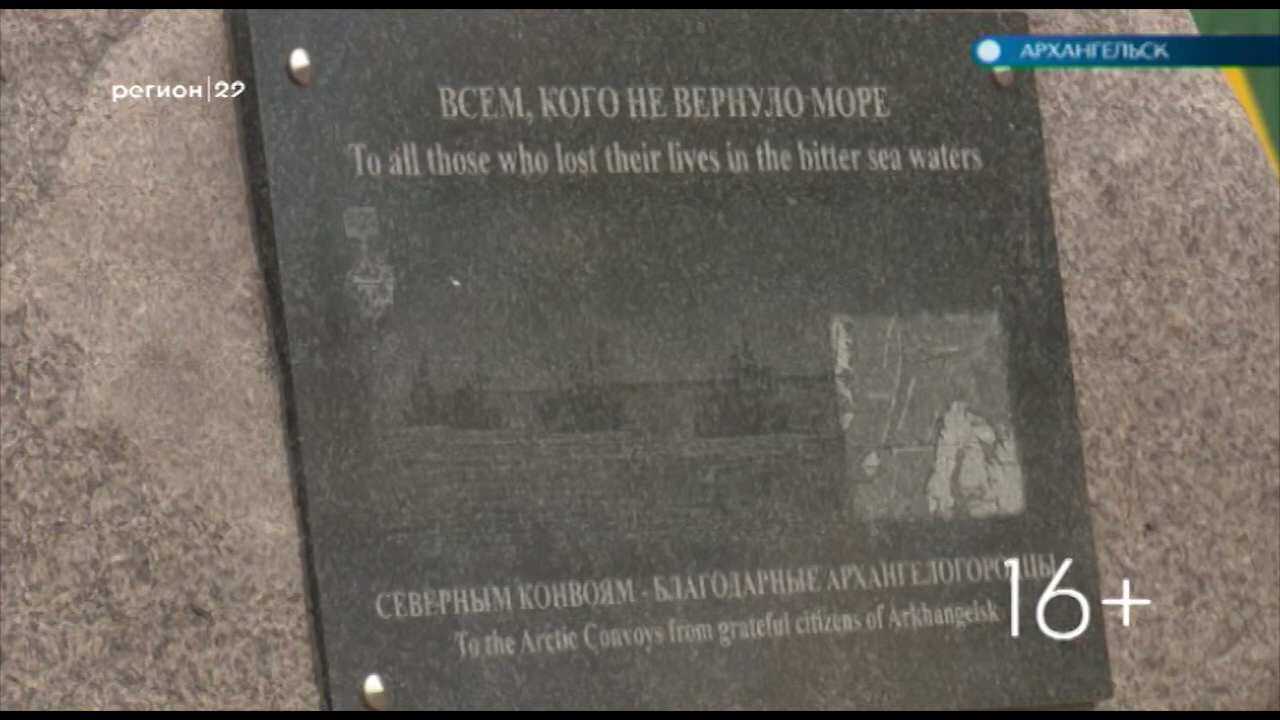 АРХАНГЕЛЬСК
регион|29
ВСЕМ, КОГО НЕ ВЕРНУЛО МОРЕ
To all those who lost their lives in the bitter sea waters
СЕВЕРНЫМ КОНВОЯМ - БЛАГОДАРНЫЕ АРХАНГЕЛОГОРОДЦЫ
To the Arctic Convoys from grateful citizens of Arkhangelsk
16+